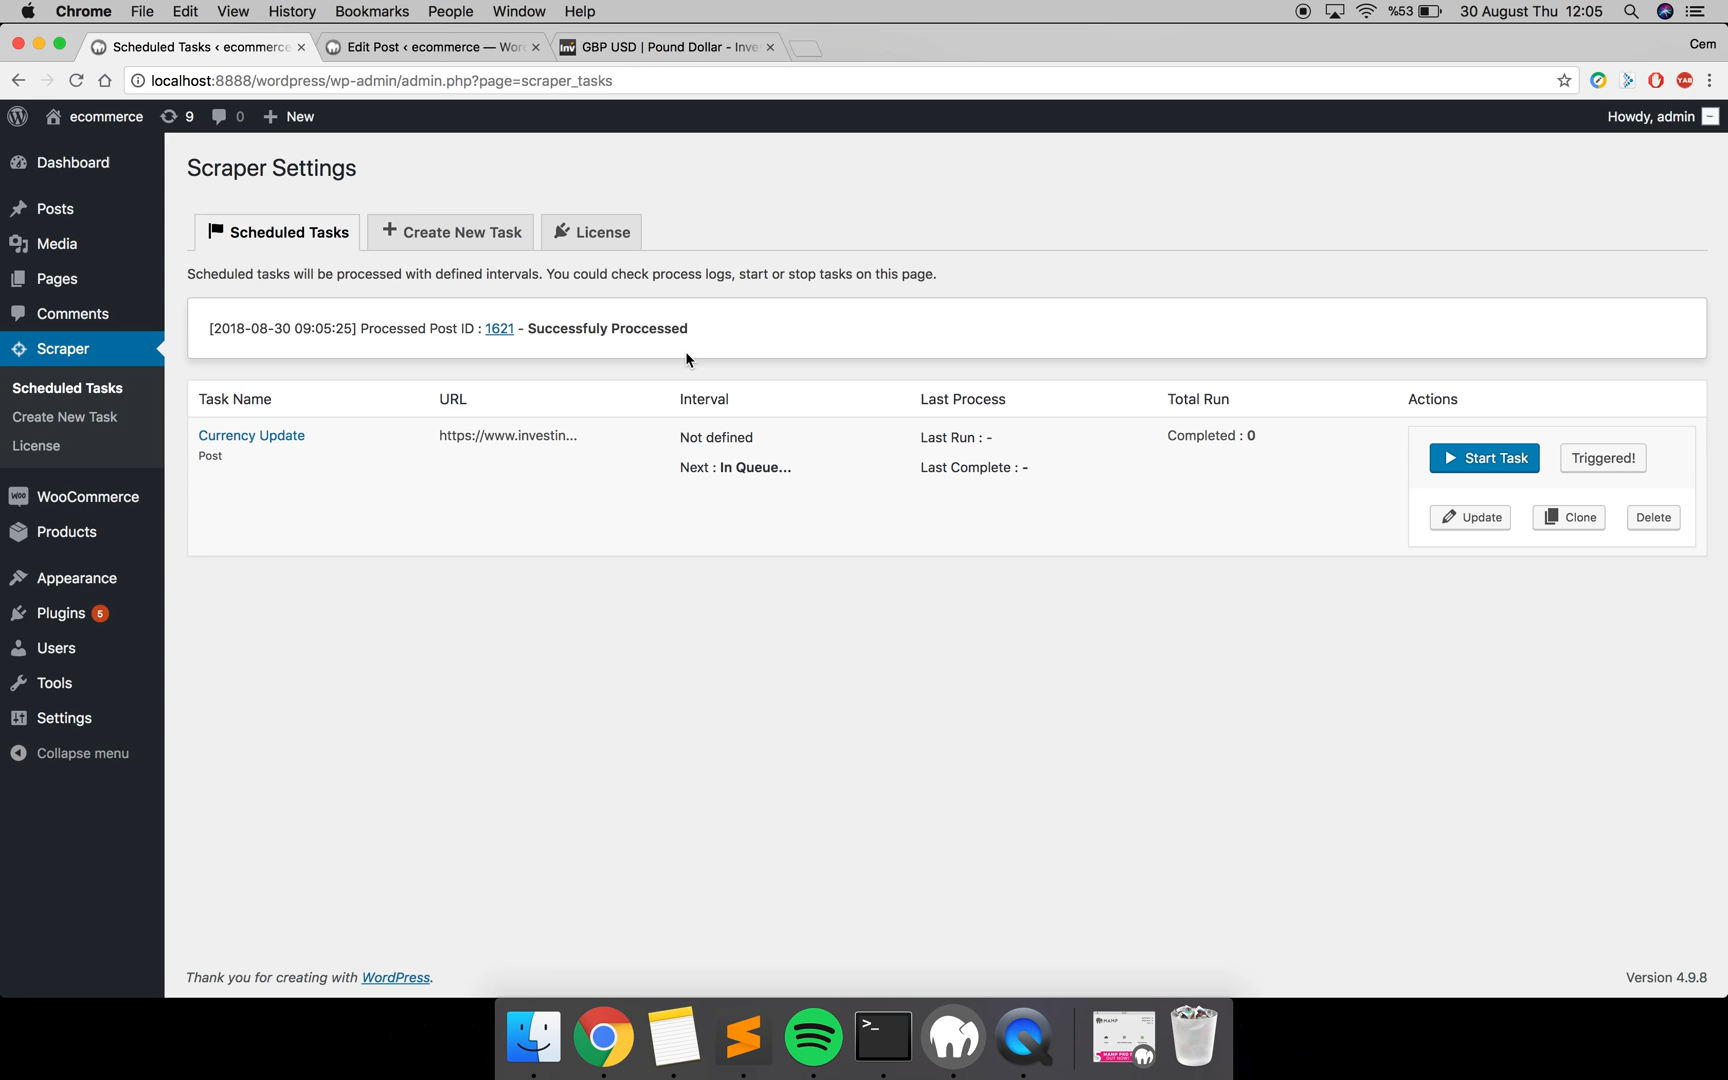 Chrome File Edit View History Bookmarks People Window Help %53 30 August Thu 12:05
Scheduled Tasks ‹ ecommerce Edit Post ‹ ecommerce — Wor GBP USD | Pound Dollar - Inve Cem
localhost:8888/wordpress/wp-admin/admin.php?page=scraper_tasks
ecommerce 9 0 New Howdy, admin
Dashboard
Posts
Media
Pages
Comments
Scraper
Scheduled Tasks
Create New Task
License
WooCommerce
Products
Appearance
Plugins 5
Users
Tools
Settings
Collapse menu
Scraper Settings
Scheduled Tasks Create New Task License
Scheduled tasks will be processed with defined intervals. You could check process logs, start or stop tasks on this page.
[2018-08-30 09:05:25] Processed Post ID : 1621 - Successfuly Proccessed
Task Name URL Interval Last Process Total Run Actions
Currency Update https://www.investin... Not defined Last Run : - Completed : 0
Post
Next : In Queue... Last Complete : -
Start Task Triggered!
Update Clone Delete
Thank you for creating with WordPress. Version 4.9.8